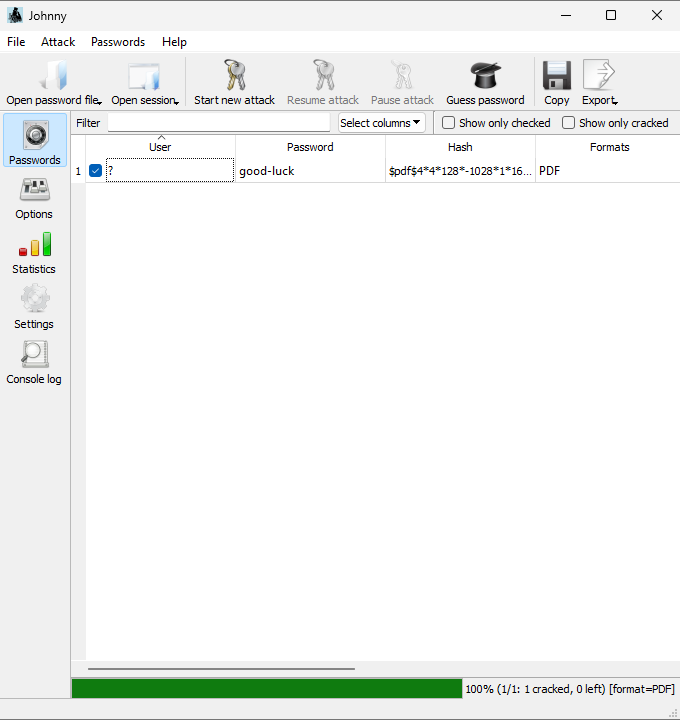 Johnny
File Attack Passwords Help
Open password file Open session Start new attack Resume attack Pause attack Guess password Copy Export
Passwords
Options
Statistics
Settings
Console log
Filter Select columns Show only checked Show only cracked
User Password Hash Formats
1 ? good-luck $pdf$4*4*128*-1028*1*16... PDF
100% (1/1: 1 cracked, 0 left) [format=PDF]